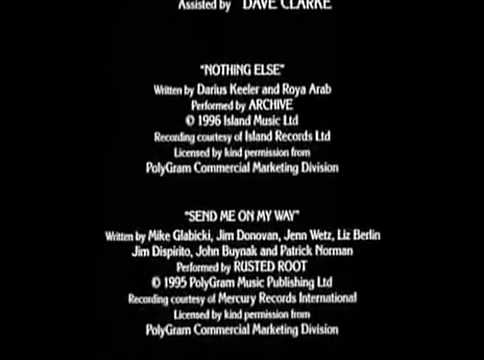 Assisted by DAVE CLARKE
"NOTHING ELSE"
Written by Darius Keeler and Roya Arab
Performed by ARCHIVE
© 1996 Island Music Ltd
Recording courtesy of Island Records Ltd
Licensed by kind permission from
PolyGram Commercial Marketing Division
"SEND ME ON MY WAY"
Written by Mike Glabicki, Jim Donovan, Jenn Wetz, Liz Berlin
Jim Dispirito, John Buynak and Patrick Norman
Performed by RUSTED ROOT
© 1995 PolyGram Music Publishing Ltd
Recording courtesy of Mercury Records International
Licensed by kind permission from
PolyGram Commercial Marketing Division